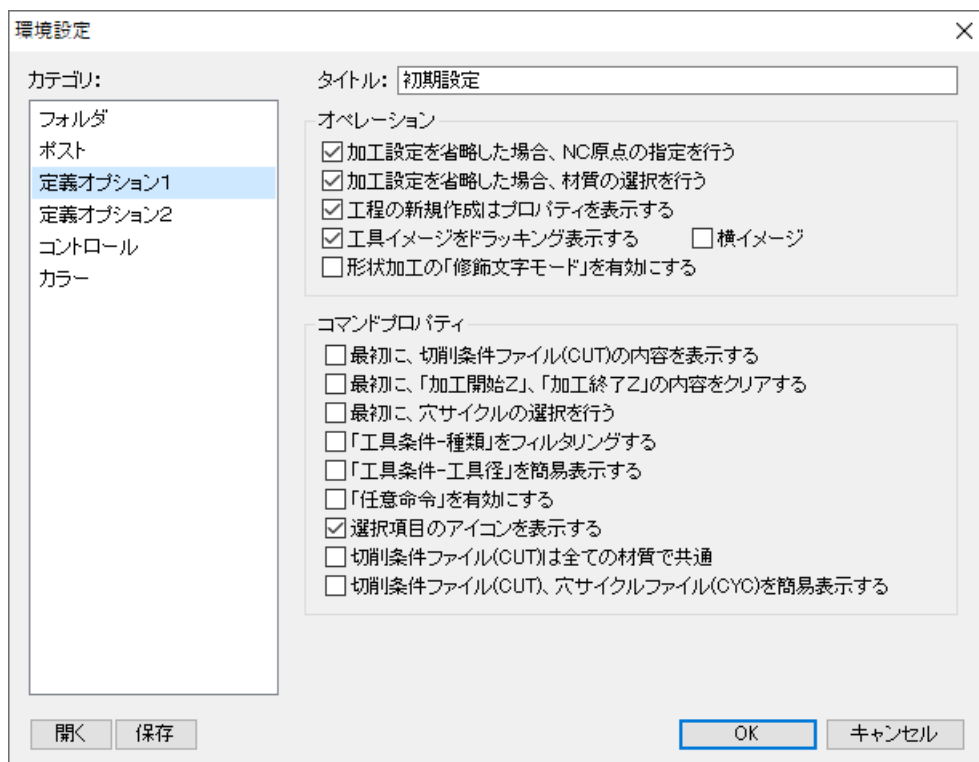 環境設定
カテゴリ:
フォルダ
ポスト
定義オプション1
定義オプション2
コントロール
カラー
タイトル: 初期設定
オペレーション
加工設定を省略した場合、NC原点の指定を行う
加工設定を省略した場合、材質の選択を行う
工程の新規作成はプロパティを表示する
工具イメージをドラッキング表示する 横イメージ
形状加工の「修飾文字モード」を有効にする
コマンドプロパティ
最初に、切削条件ファイル(CUT)の内容を表示する
最初に、「加工開始Z」、「加工終了Z」の内容をクリアする
最初に、穴サイクルの選択を行う
「工具条件-種類」をフィルタリングする
「工具条件-工具径」を簡易表示する
「任意命令」を有効にする
選択項目のアイコンを表示する
切削条件ファイル(CUT)は全ての材質で共通
切削条件ファイル(CUT)、穴サイクルファイル(CYC)を簡易表示する
開く 保存 OK キャンセル